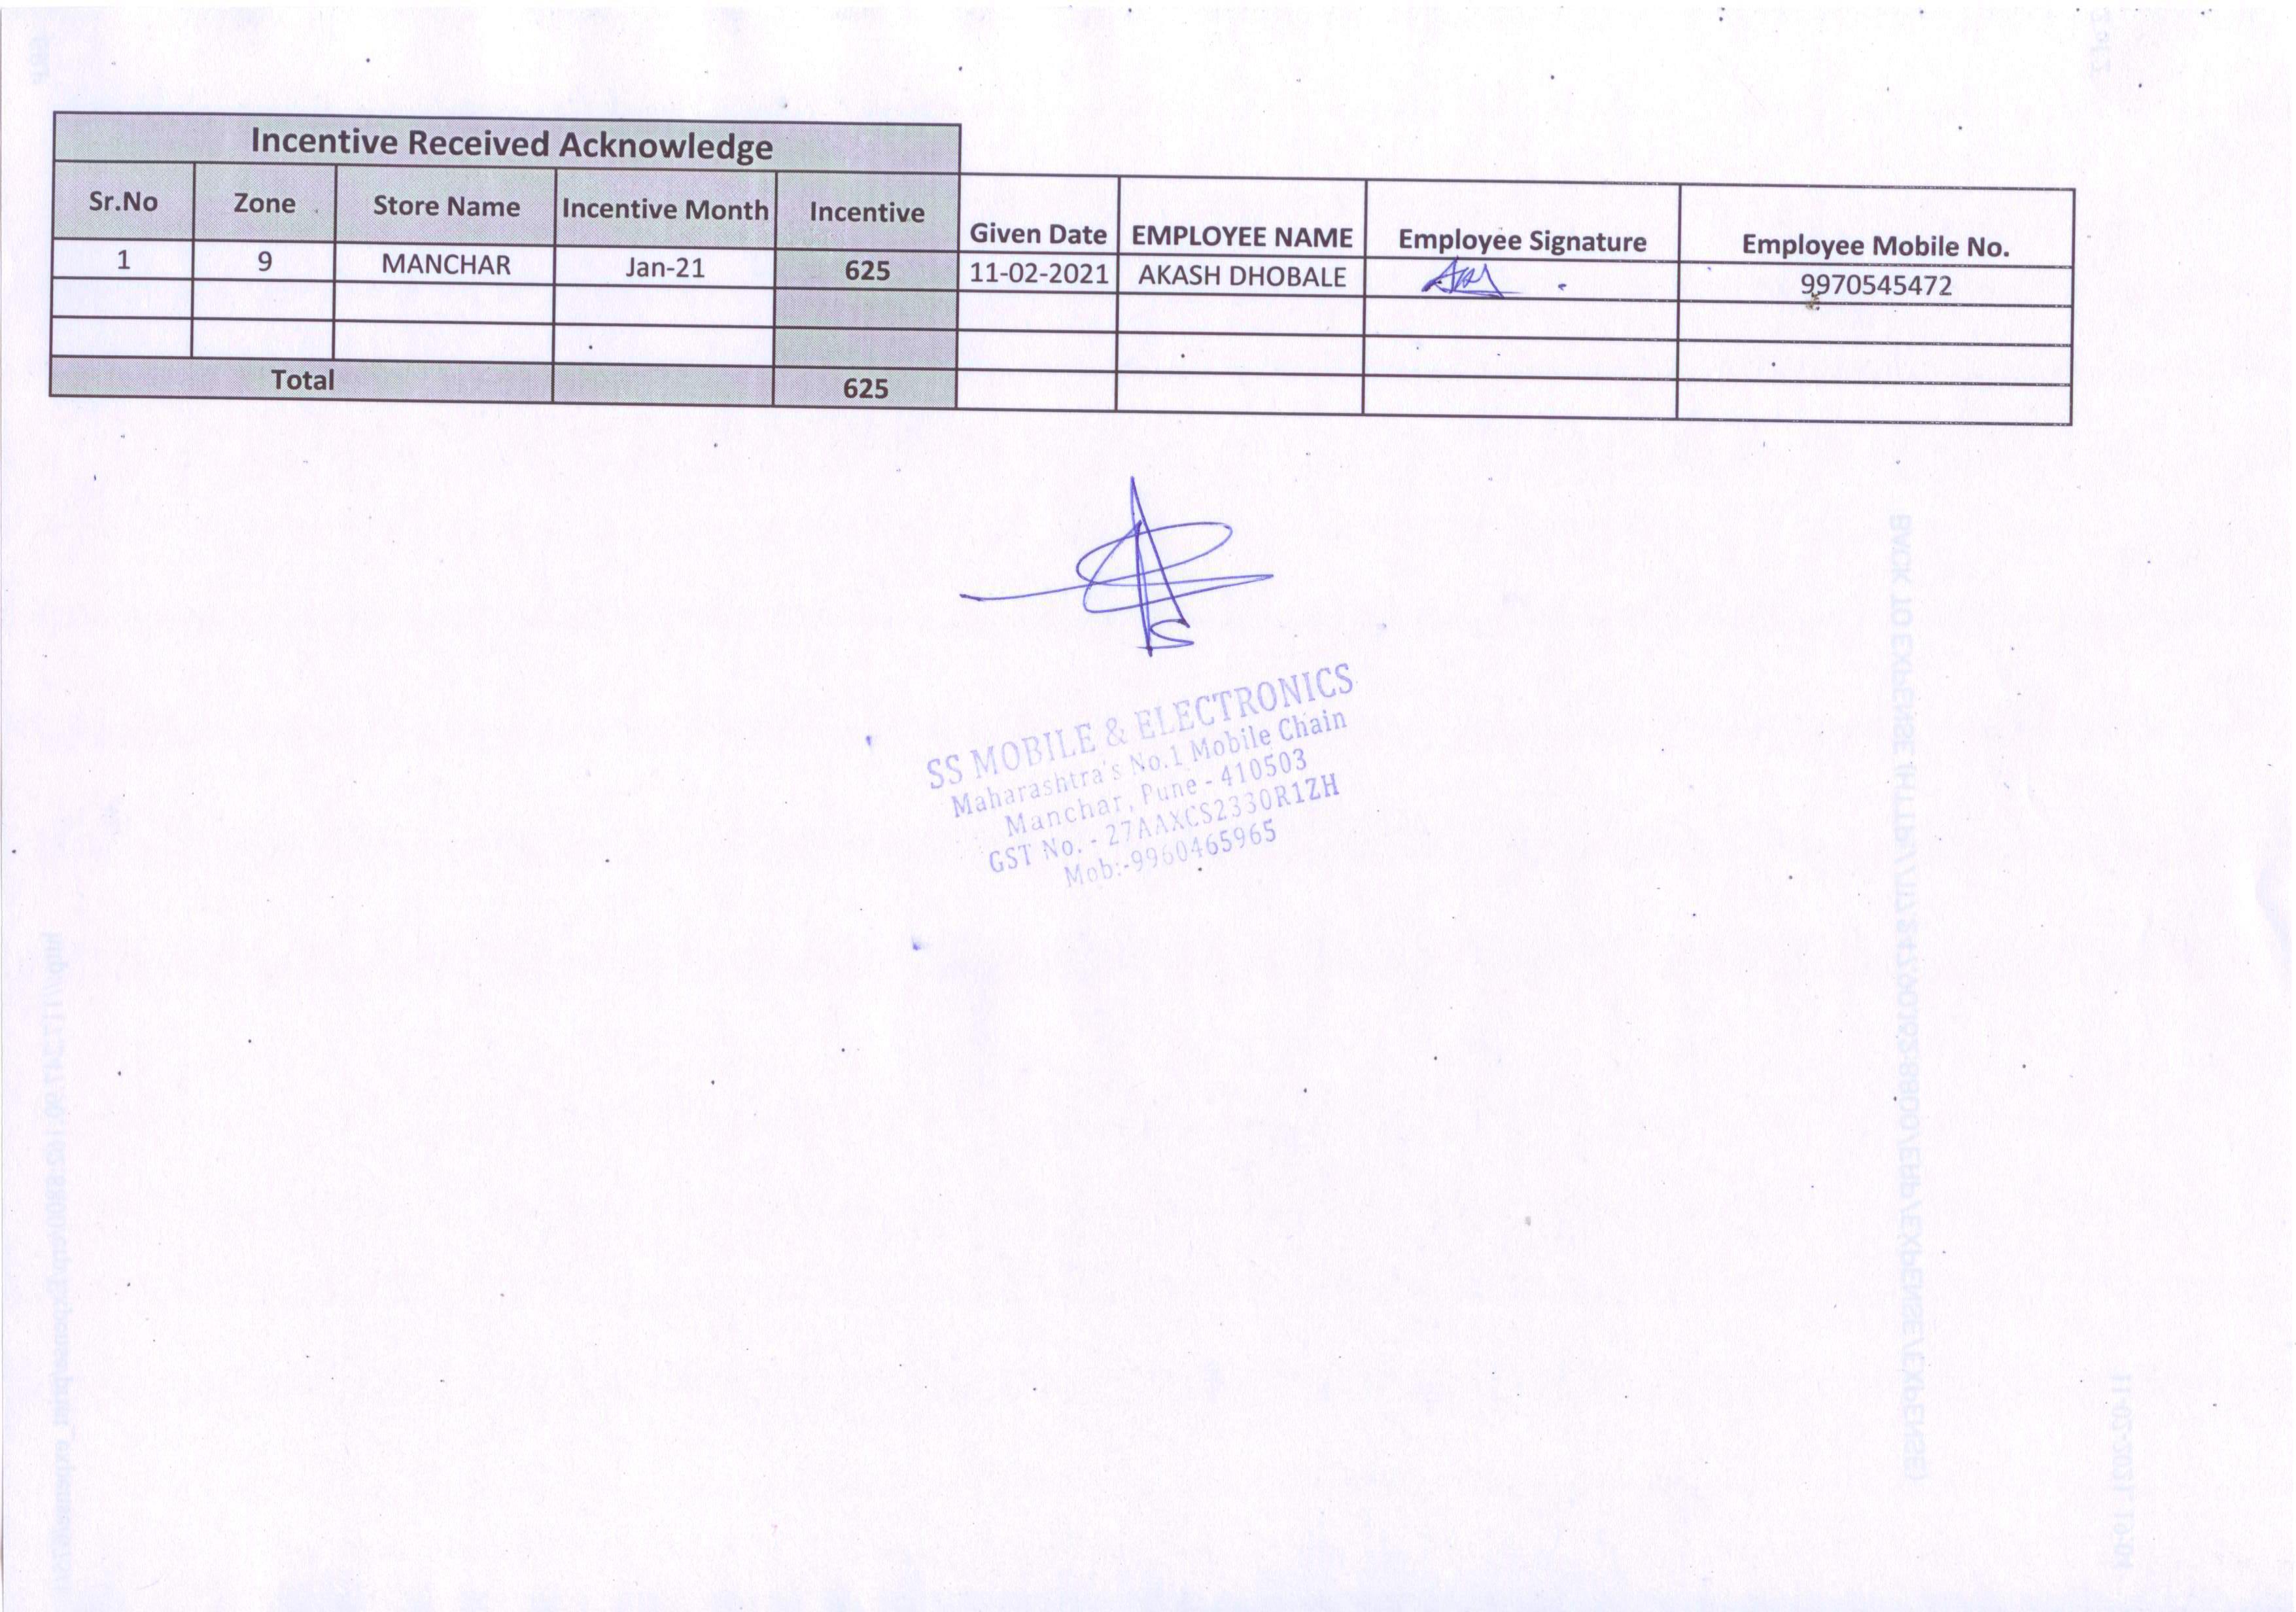 Incentive Received Acknowledge
Sr.No Zone Store Name Incentive Month Incentive Given Date EMPLOYEE NAME Employee Signature Employee Mobile No.
1 9 MANCHAR Jan-21 625 11-02-2021 AKASH DHOBALE 9970545472
Total 625
SS MOBILE & ELECTRONICS
Maharashtra's No.1 Mobile Chain
Manchar, Pune - 410503
GST No. - 27AAXCS2330R1ZH
Mob:-9960465965